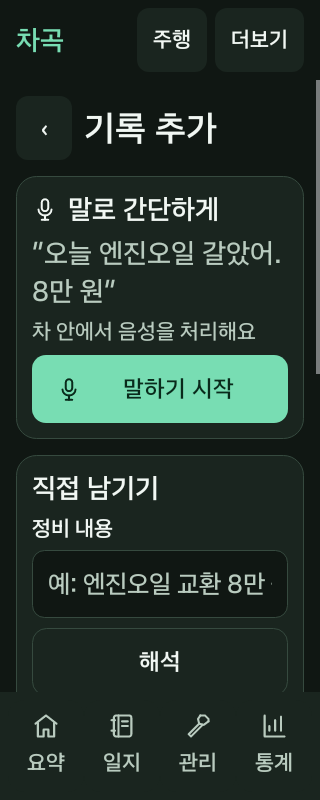 차곡
주행
더보기
기록 추가
말로 간단하게
"오늘 엔진오일 갈았어.
8만 원"
차 안에서 음성을 처리해요
말하기 시작
직접 남기기
정비 내용
예: 엔진오일 교환 8만
해석
요약
일지
관리
통계